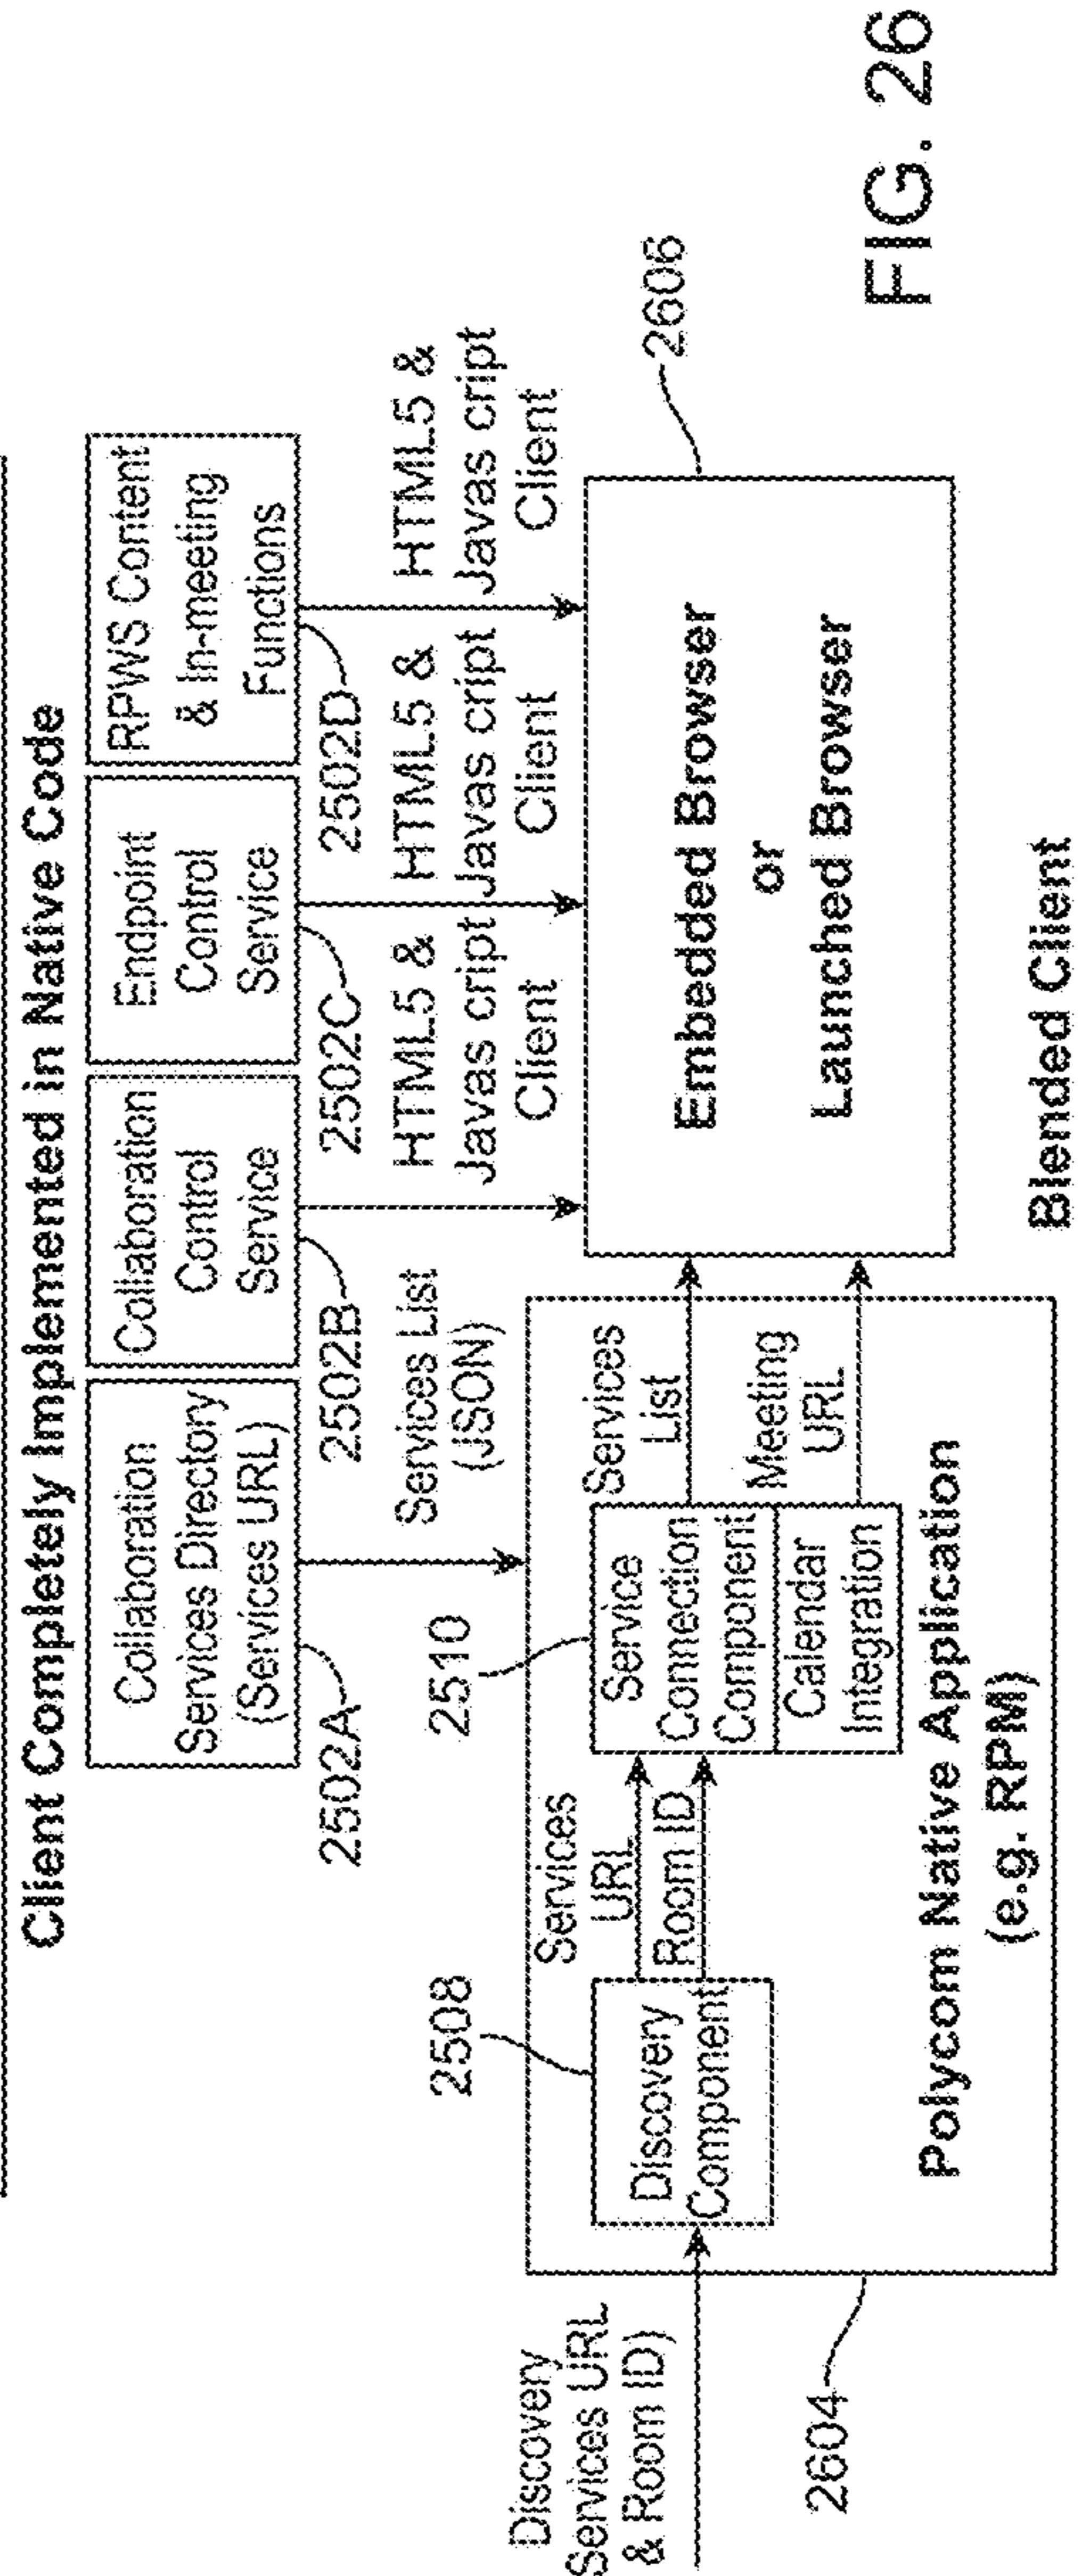 Client Completely Implemented in Native Code
Collaboration
Services Directory
(Services URL)
Collaboration
Control
Service
Endpoint
Control
Service
RPWS Content
& In-meeting
Functions
2502A
2502B
2502C
2502D
Services List
(JSON)
HTML5 &
Javas cript
Client
HTML5 &
Javas cript
Client
HTML5 &
Javas cript
Client
Discovery
Services URL
& Room ID)
2508
Discovery
Component
Services
URL
Room ID
2510
Service
Connection
Component
Calendar
Integration
Services
List
Meeting
URL
Polycom Native Application
(e.g. RPM)
2604
Embedded Browser
or
Launched Browser
2606
Blended Client
FIG. 26